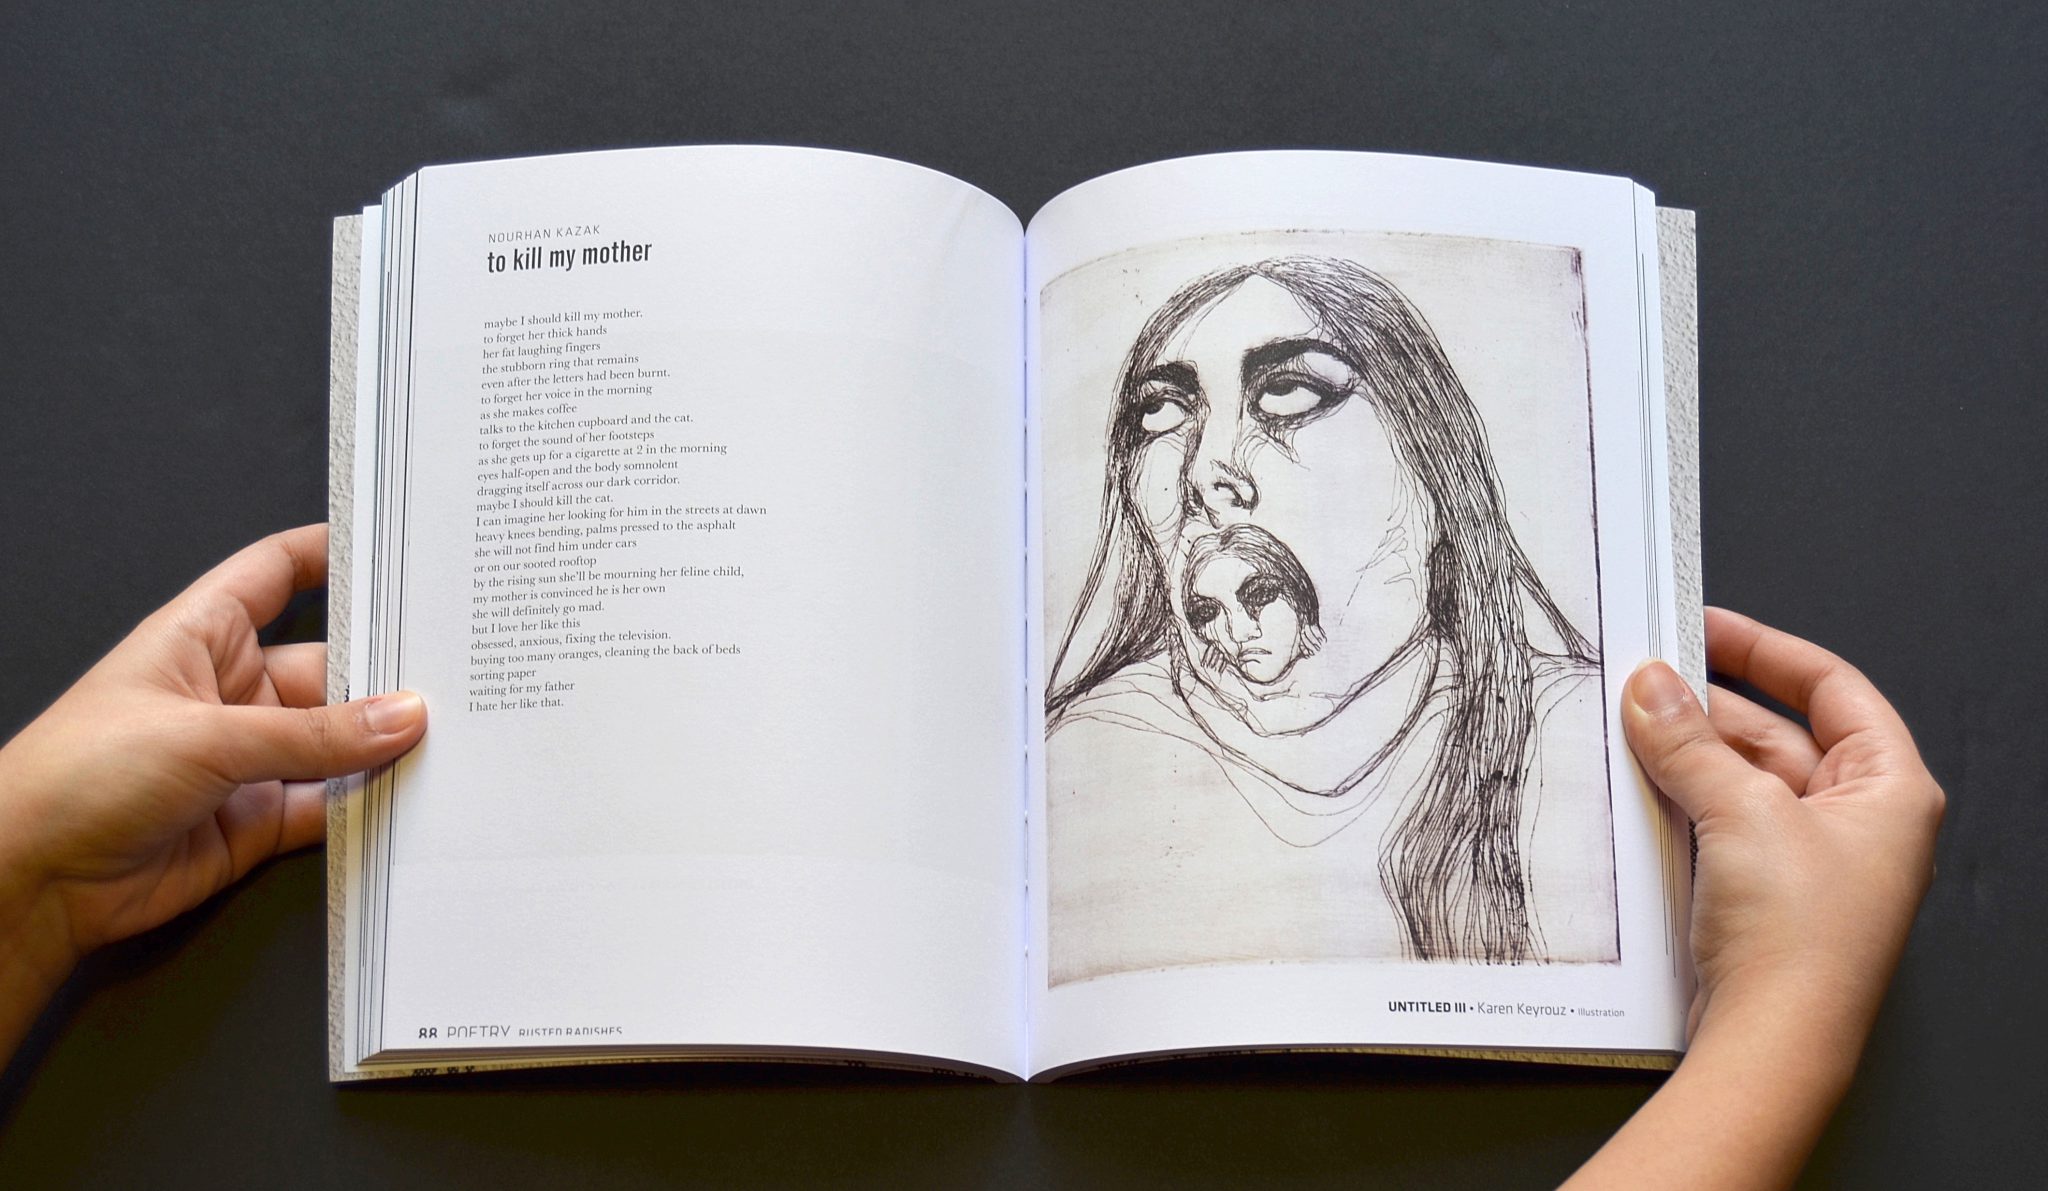 NOURHAN KAZAK
to kill my mother
maybe I should kill my mother.
to forget her thick hands
her fat laughing fingers
the stubborn ring that remains
even after the letters had been burnt.
to forget her voice in the morning
as she makes coffee
talks to the kitchen cupboard and the cat.
to forget the sound of her footsteps
as she gets up for a cigarette at 2 in the morning
eyes half-open and the body somnolent
dragging itself across our dark corridor.
maybe I should kill the cat.
I can imagine her looking for him in the streets at dawn
heavy knees bending, palms pressed to the asphalt
she will not find him under cars
or on our sooted rooftop
by the rising sun she'll be mourning her feline child,
my mother is convinced he is her own
she will definitely go mad.
but I love her like this
obsessed, anxious, fixing the television.
buying too many oranges, cleaning the back of beds
sorting paper
waiting for my father
I hate her like that.
88 POETRY RUSTED RADISHES
UNTITLED III • Karen Keyrouz • Illustration